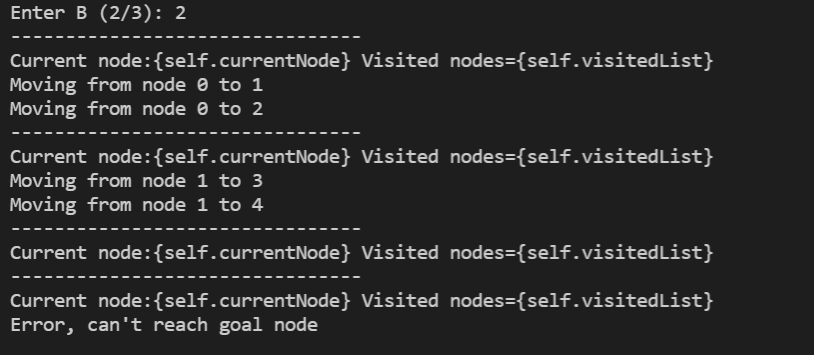 Enter B (2/3): 2
--------------------------------
Current node:{self.currentNode} Visited nodes={self.visitedList}
Moving from node 0 to 1
Moving from node 0 to 2
--------------------------------
Current node:{self.currentNode} Visited nodes={self.visitedList}
Moving from node 1 to 3
Moving from node 1 to 4
--------------------------------
Current node:{self.currentNode} Visited nodes={self.visitedList}
--------------------------------
Current node:{self.currentNode} Visited nodes={self.visitedList}
Error, can't reach goal node